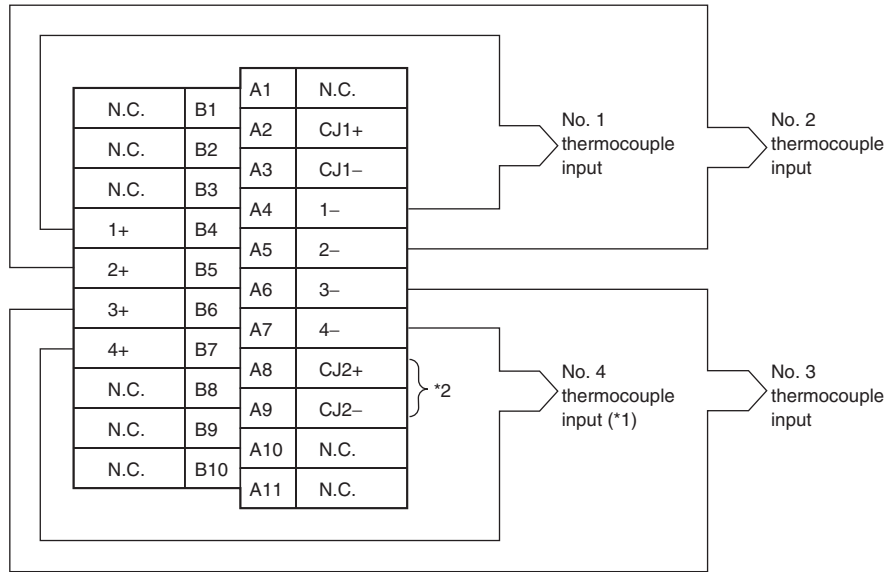 A1 N.C.
N.C. B1
A2 CJ1+
N.C. B2
A3 CJ1−
N.C. B3
A4 1−
1+ B4
A5 2−
2+ B5
A6 3−
3+ B6
A7 4−
4+ B7
A8 CJ2+
N.C. B8
A9 CJ2−
N.C. B9
A10 N.C.
N.C. B10
A11 N.C.
*2
No. 1
thermocouple
input
No. 2
thermocouple
input
No. 4
thermocouple
input (*1)
No. 3
thermocouple
input